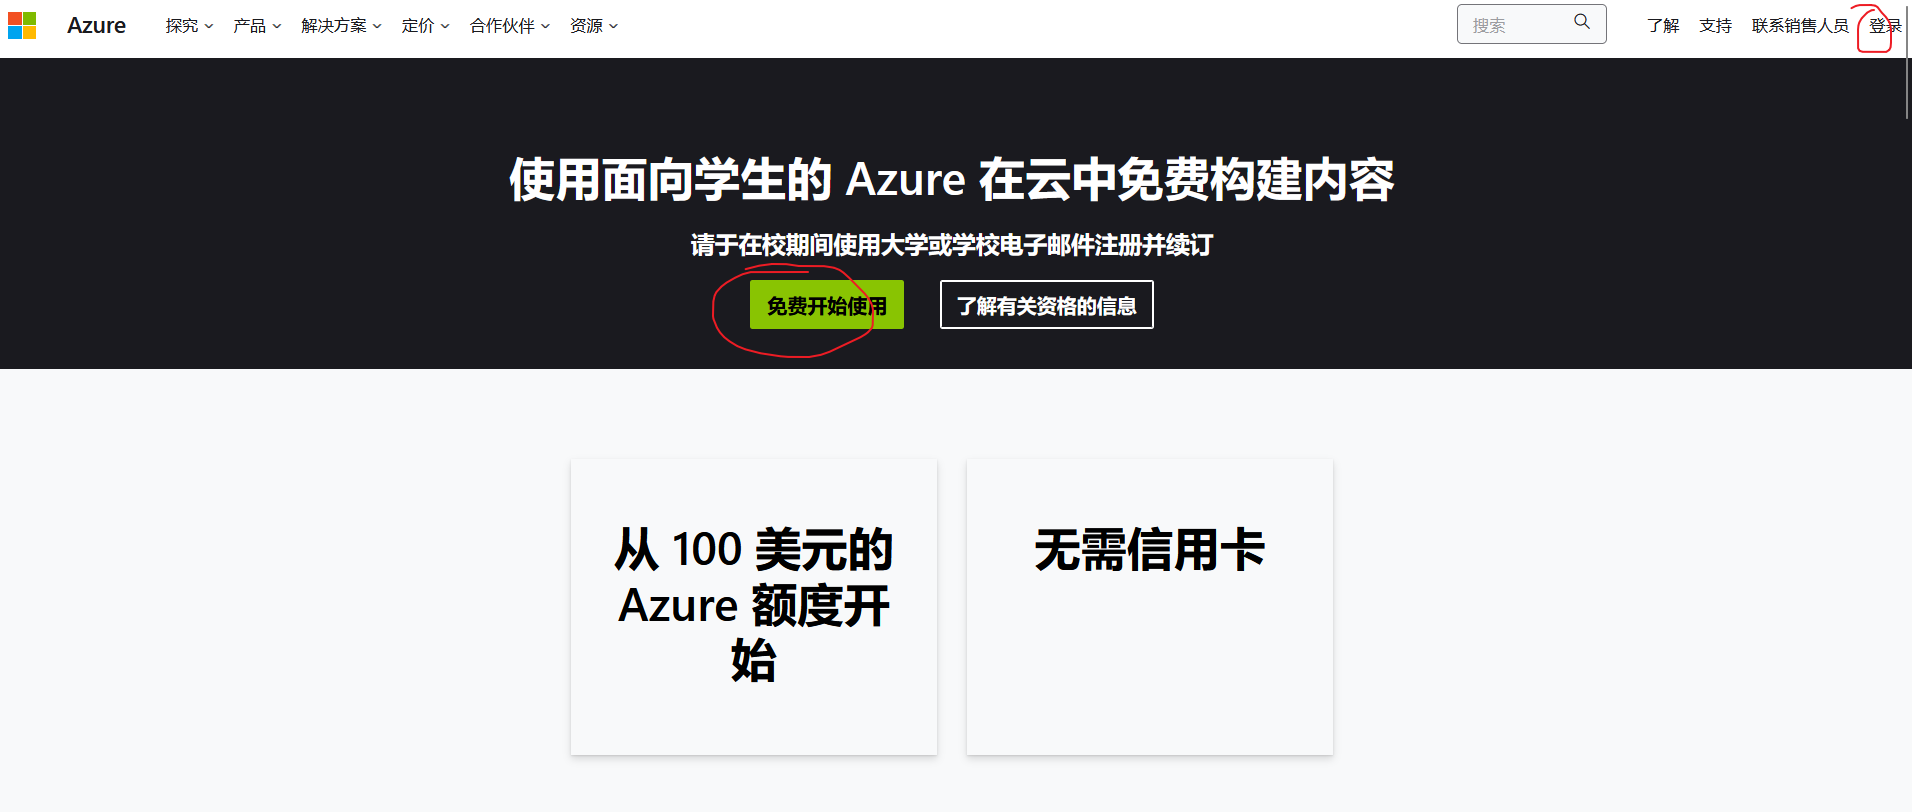 Azure 探究 产品 解决方案 定价 合作伙伴 资源 搜索 了解 支持 联系销售人员 登录
使用面向学生的 Azure 在云中免费构建内容
请于在校期间使用大学或学校电子邮件注册并续订
免费开始使用 了解有关资格的信息
从 100 美元的
Azure 额度开
始
无需信用卡